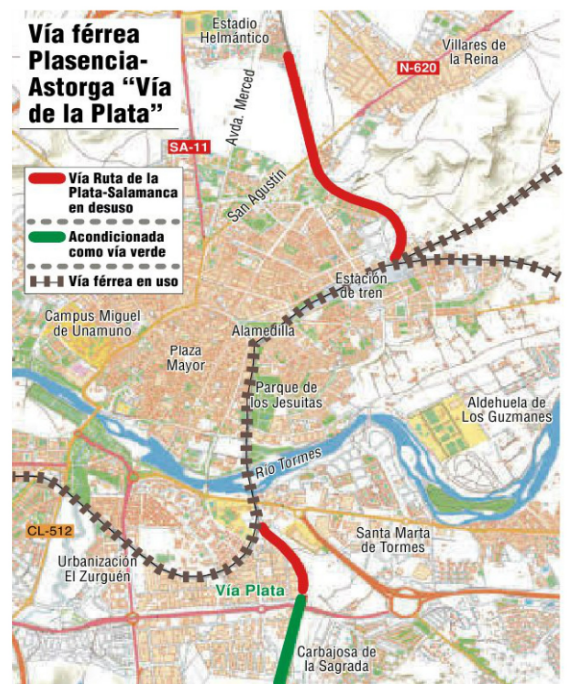 Vía férrea
Plasencia-
Astorga “Vía
de la Plata”
Estadio
Helmántico
Villares de
la Reina
N-620
Avda. Merced
SA-11
Vía Ruta de la
Plata-Salamanca
en desuso
San Agustín
Acondicionada
como vía verde
Vía férrea en uso
Estación
de tren
Campus Miguel
de Unamuno
Alamedilla
Plaza
Mayor
Parque de
los Jesuitas
Aldehuela de
Los Guzmanes
Río Tormes
CL-512
Santa Marta
de Tormes
Urbanización
El Zurguén
Vía Plata
Carbajosa de
la Sagrada